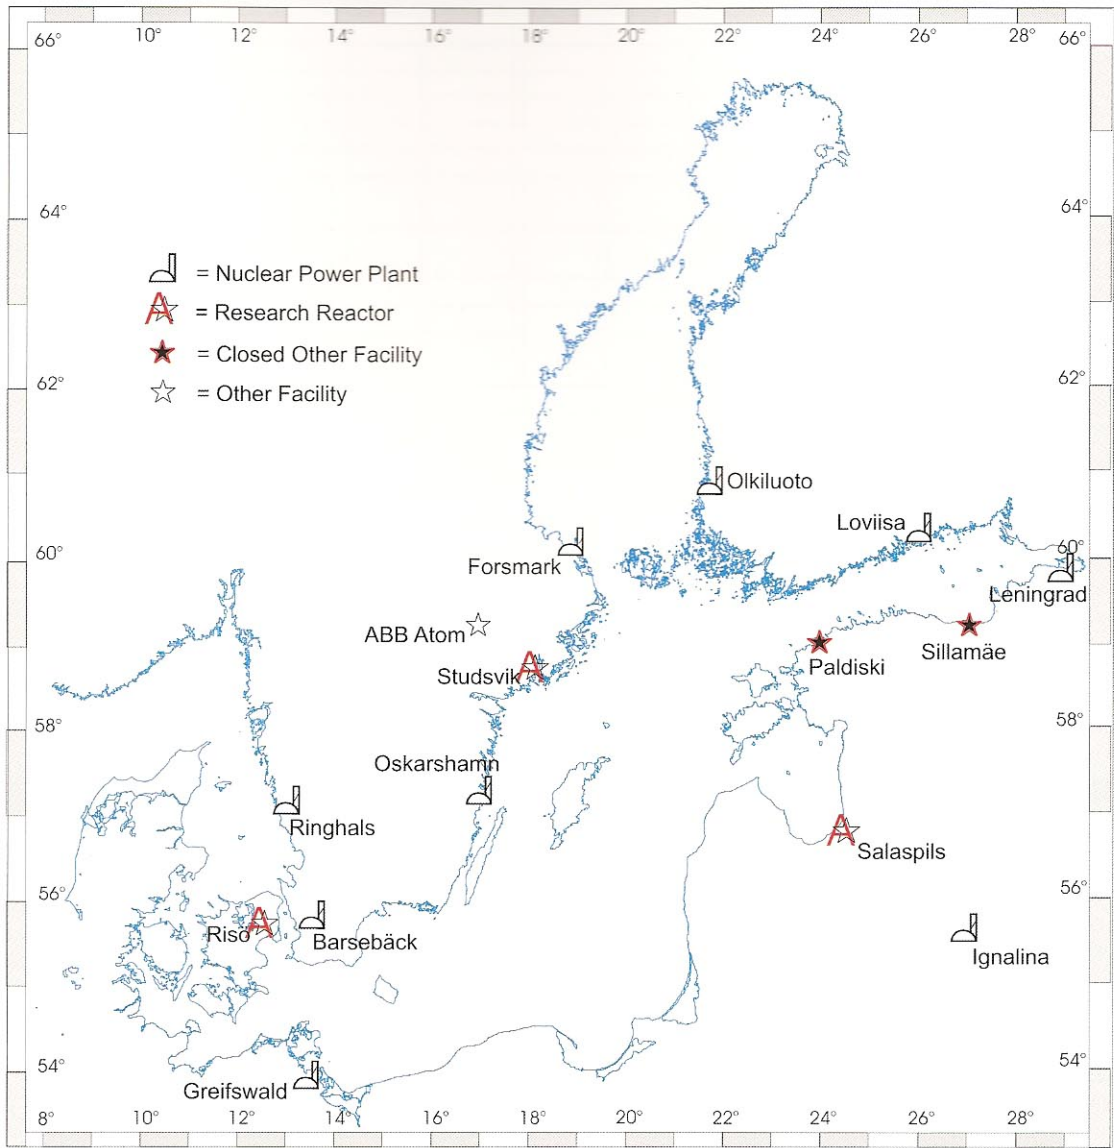 66° 10° 12° 14° 16° 18° 20° 22° 24° 26° 28° 66°
64° 64°
= Nuclear Power Plant
A = Research Reactor
= Closed Other Facility
= Other Facility
62° 62°
Olkiluoto
Loviisa
60° 60°
Forsmark
Leningrad
ABB Atom
Sillamäe
Paldiski
A
Studsvik
58° 58°
Oskarshamn
Ringhals
A
Salaspils
56° 56°
A
Risö
Barsebäck
Ignalina
54° 54°
Greifswald
8° 10° 12° 14° 16° 18° 20° 22° 24° 26° 28°